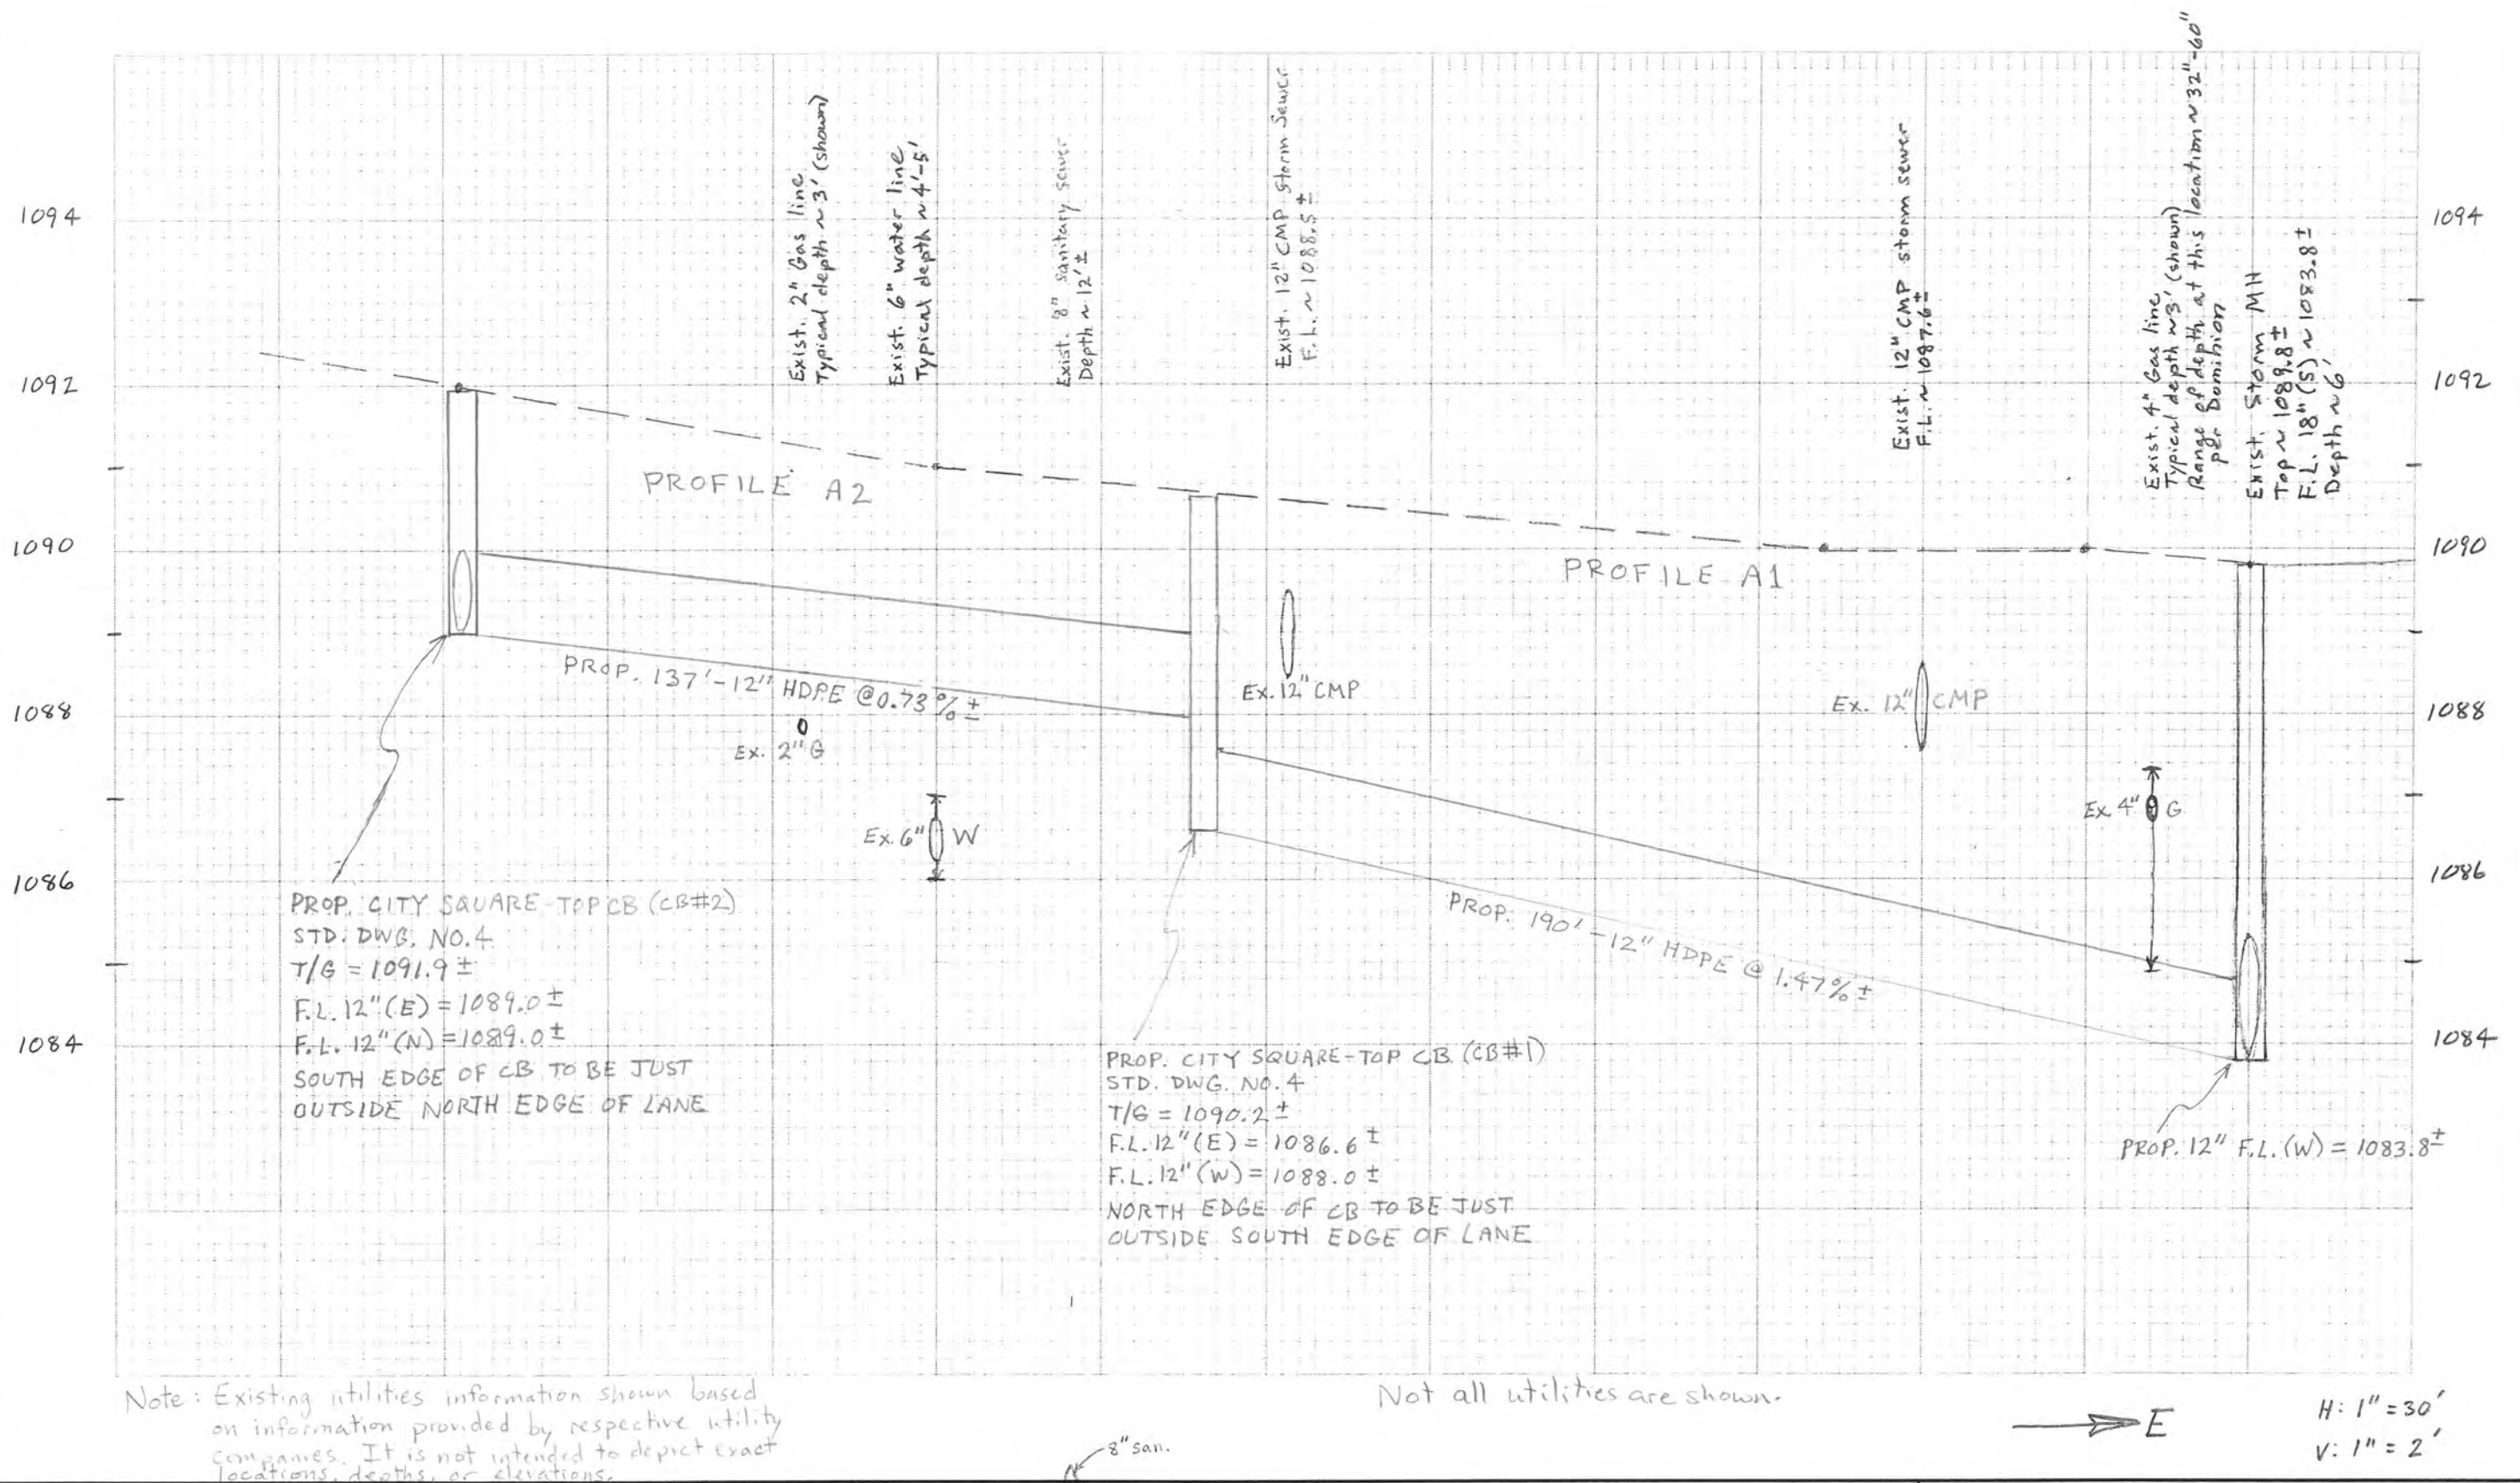 Exist. 2" Gas line
Typical depth ~ 3' (shown)
Exist. 6" water line
Typical depth ~ 4'-5'
Exist. 8" sanitary sewer
Depth ~ 12' ±
Exist. 12" CMP storm sewer
F.L. ~ 1088.5 ±
Exist. 12" CMP storm sewer
F.L. ~ 1087.6 ±
Exist. 4" Gas line
Typical depth ~ 3' (shown)
Range of depth at this location ~ 32"-60"
per Dominion
Exist. Storm MH
Top ~ 1089.8 ±
F.L. 18" (S) ~ 1083.8 ±
Depth ~ 6'
1094
1092
1090
1088
1086
1084
1094
1092
1090
1088
1086
1084
PROFILE A2
PROFILE A1
PROP. 137'-12" HDPE @ 0.73% ±
Ex. 2" G
Ex. 6" W
Ex. 12" CMP
Ex. 12" CMP
Ex. 4" G
PROP. 190'-12" HDPE @ 1.47% ±
PROP. CITY SQUARE-TOP CB (CB#2)
STD. DWG. NO. 4
T/G = 1091.9 ±
F.L. 12" (E) = 1089.0 ±
F.L. 12" (N) = 1089.0 ±
SOUTH EDGE OF CB TO BE JUST
OUTSIDE NORTH EDGE OF LANE
PROP. CITY SQUARE-TOP CB (CB#1)
STD. DWG. NO. 4
T/G = 1090.2 ±
F.L. 12" (E) = 1086.6 ±
F.L. 12" (W) = 1088.0 ±
NORTH EDGE OF CB TO BE JUST
OUTSIDE SOUTH EDGE OF LANE
PROP. 12" F.L. (W) = 1083.8 ±
Note: Existing utilities information shown based
on information provided by respective utility
companies. It is not intended to depict exact
locations, depths, or elevations.
8" san.
Not all utilities are shown.
E
H: 1" = 30'
V: 1" = 2'